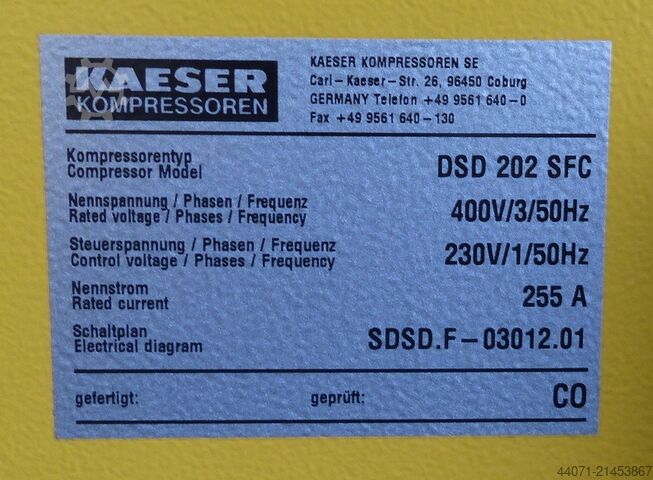 KAESER
KOMPRESSOREN
KAESER KOMPRESSOREN SE
Carl-Kaeser-Str. 26, 96450 Coburg
GERMANY Telefon +49 9561 640-0
Fax +49 9561 640-130
Kompressorentyp
Compressor Model
DSD 202 SFC
Nennspannung / Phasen / Frequenz
Rated voltage / Phases / Frequency
400V/3/50Hz
Steuerspannung / Phasen / Frequenz
Control voltage / Phases / Frequency
230V/1/50Hz
Nennstrom
Rated current
255 A
Schaltplan
Electrical diagram
SDSD.F-03012.01
gefertigt:
geprüft:
CO
44071-21453867